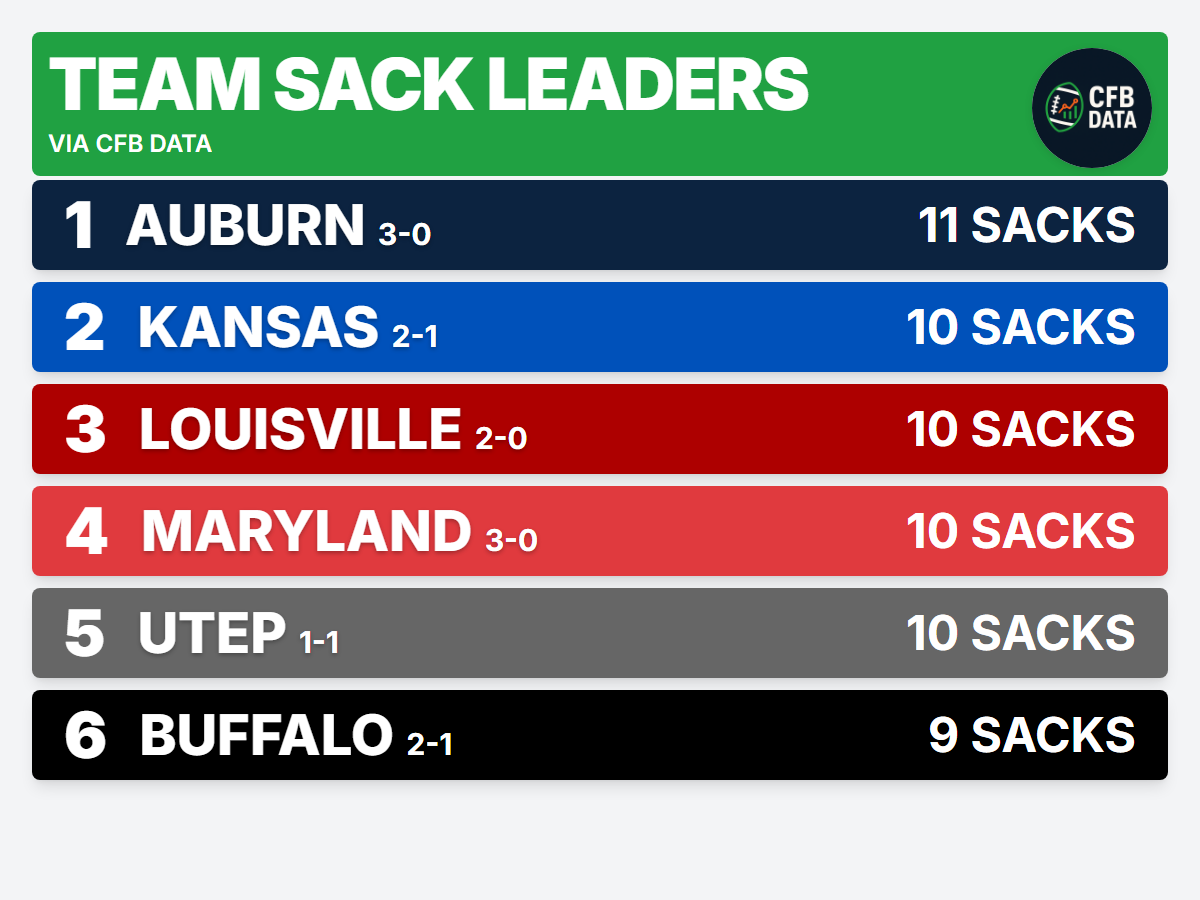 TEAM SACK LEADERS
VIA CFB DATA
CFB
DATA
1 AUBURN 3-0 11 SACKS
2 KANSAS 2-1 10 SACKS
3 LOUISVILLE 2-0 10 SACKS
4 MARYLAND 3-0 10 SACKS
5 UTEP 1-1 10 SACKS
6 BUFFALO 2-1 9 SACKS